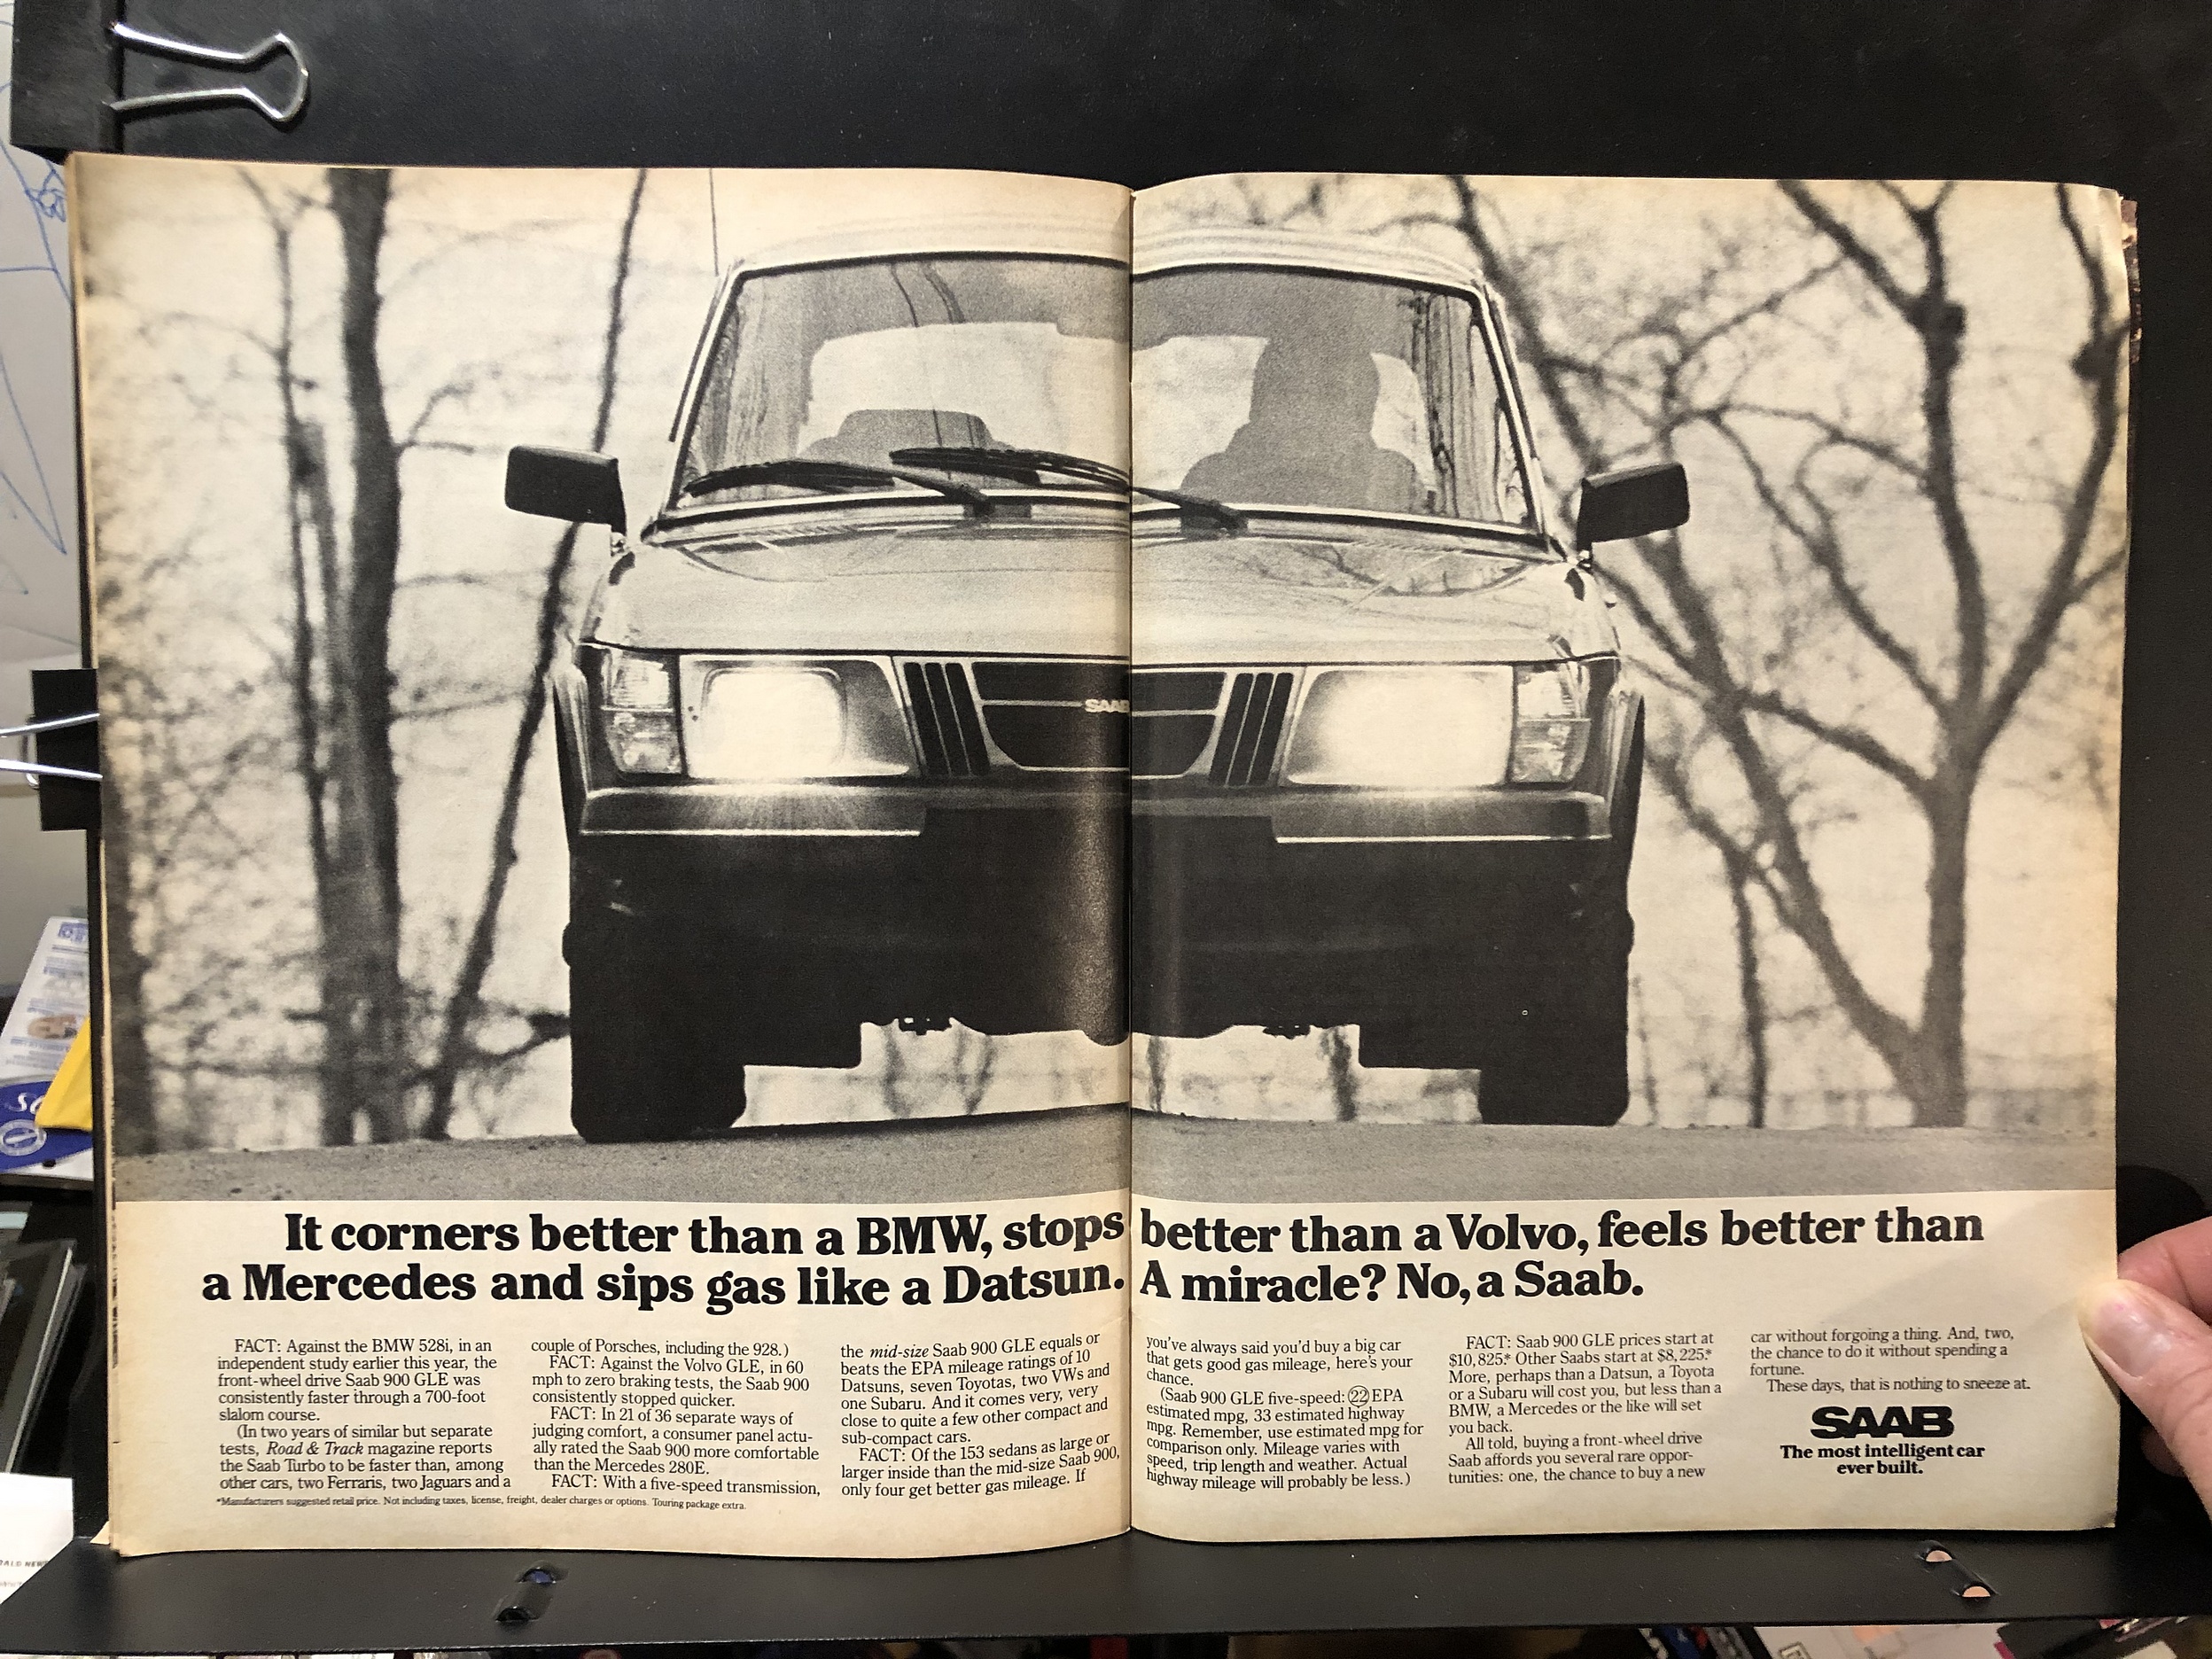 SAAB
It corners better than a BMW, stops better than a Volvo, feels better than
a Mercedes and sips gas like a Datsun. A miracle? No, a Saab.
FACT: Against the BMW 528i, in an
independent study earlier this year, the
front-wheel drive Saab 900 GLE was
consistently faster through a 700-foot
slalom course.
(In two years of similar but separate
tests, Road & Track magazine reports
the Saab Turbo to be faster than, among
other cars, two Ferraris, two Jaguars and a
couple of Porsches, including the 928.)
FACT: Against the Volvo GLE, in 60
mph to zero braking tests, the Saab 900
consistently stopped quicker.
FACT: In 21 of 36 separate ways of
judging comfort, a consumer panel actu-
ally rated the Saab 900 more comfortable
than the Mercedes 280E.
FACT: With a five-speed transmission,
the mid-size Saab 900 GLE equals or
beats the EPA mileage ratings of 10
Datsuns, seven Toyotas, two VWs and
one Subaru. And it comes very, very
close to quite a few other compact and
sub-compact cars.
FACT: Of the 153 sedans as large or
larger inside than the mid-size Saab 900,
only four get better gas mileage. If
you've always said you'd buy a big car
that gets good gas mileage, here's your
chance.
(Saab 900 GLE five-speed: 22 EPA
estimated mpg, 33 estimated highway
mpg. Remember, use estimated mpg for
comparison only. Mileage varies with
speed, trip length and weather. Actual
highway mileage will probably be less.)
FACT: Saab 900 GLE prices start at
$10,825.* Other Saabs start at $8,225.*
More, perhaps than a Datsun, a Toyota
or a Subaru will cost you, but less than a
BMW, a Mercedes or the like will set
you back.
All told, buying a front-wheel drive
Saab affords you several rare oppor-
tunities: one, the chance to buy a new
car without forgoing a thing. And, two,
the chance to do it without spending a
fortune.
These days, that is nothing to sneeze at.
SAAB
The most intelligent car
ever built.
*Manufacturers suggested retail price. Not including taxes, license, freight, dealer charges or options. Touring package extra.